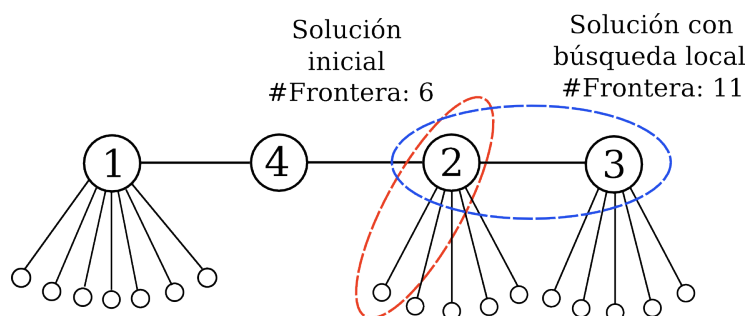 Solución
inicial
#Frontera: 6
Solución con
búsqueda local
#Frontera: 11
1
4
2
3